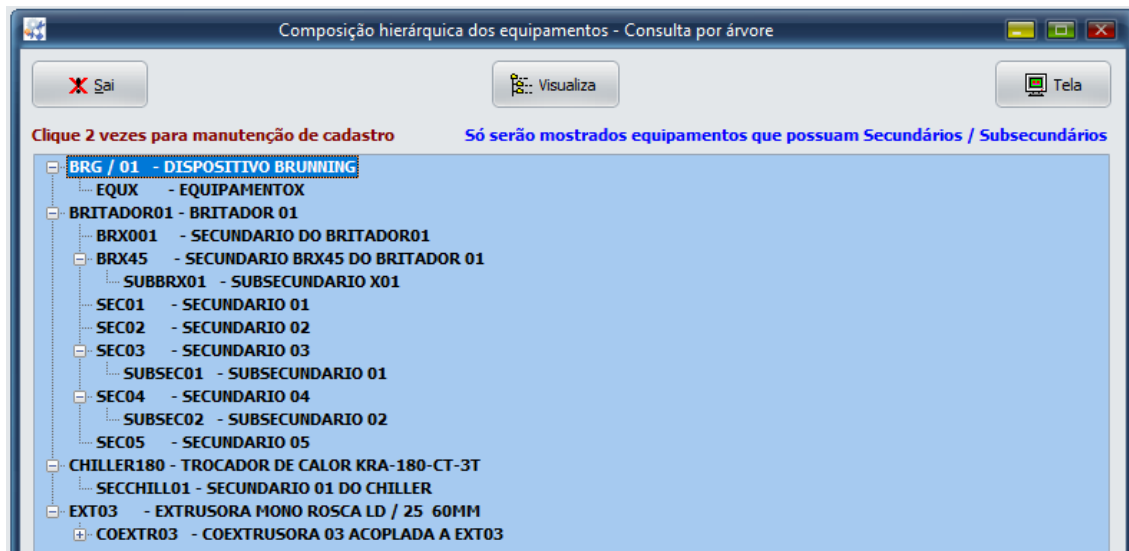 Composição hierárquica dos equipamentos - Consulta por árvore
Sai Visualiza Tela
Clique 2 vezes para manutenção de cadastro Só serão mostrados equipamentos que possuam Secundários / Subsecundários
BRG / 01 - DISPOSITIVO BRUNNING
EQUX - EQUIPAMENTOX
BRITADOR01 - BRITADOR 01
BRX001 - SECUNDARIO DO BRITADOR01
BRX45 - SECUNDARIO BRX45 DO BRITADOR 01
SUBBRX01 - SUBSECUNDARIO X01
SEC01 - SECUNDARIO 01
SEC02 - SECUNDARIO 02
SEC03 - SECUNDARIO 03
SUBSEC01 - SUBSECUNDARIO 01
SEC04 - SECUNDARIO 04
SUBSEC02 - SUBSECUNDARIO 02
SEC05 - SECUNDARIO 05
CHILLER180 - TROCADOR DE CALOR KRA-180-CT-3T
SECCHILL01 - SECUNDARIO 01 DO CHILLER
EXT03 - EXTRUSORA MONO ROSCA LD / 25 60MM
COEXTR03 - COEXTRUSORA 03 ACOPLADA A EXT03